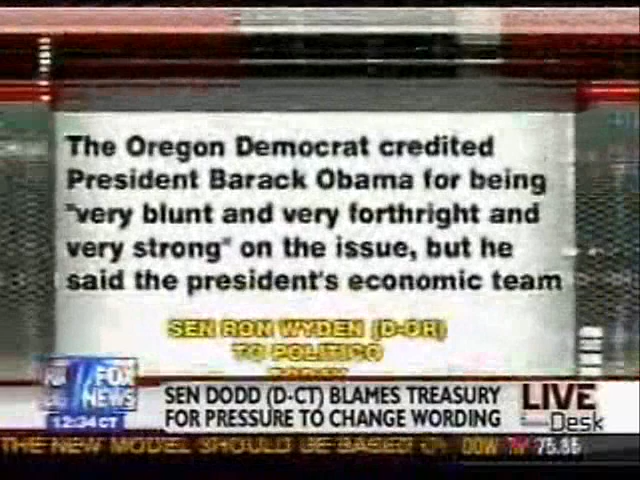 The Oregon Democrat credited
President Barack Obama for being
"very blunt and very forthright and
very strong" on the issue, but he
said the president's economic team
SEN RON WYDEN (D-OR)
TO POLITICO
TODAY
FOX
NEWS
12:34 CT
SEN DODD (D-CT) BLAMES TREASURY
FOR PRESSURE TO CHANGE WORDING
LIVE
Desk
THE NEW MODEL SHOULD BE BASED
DOW